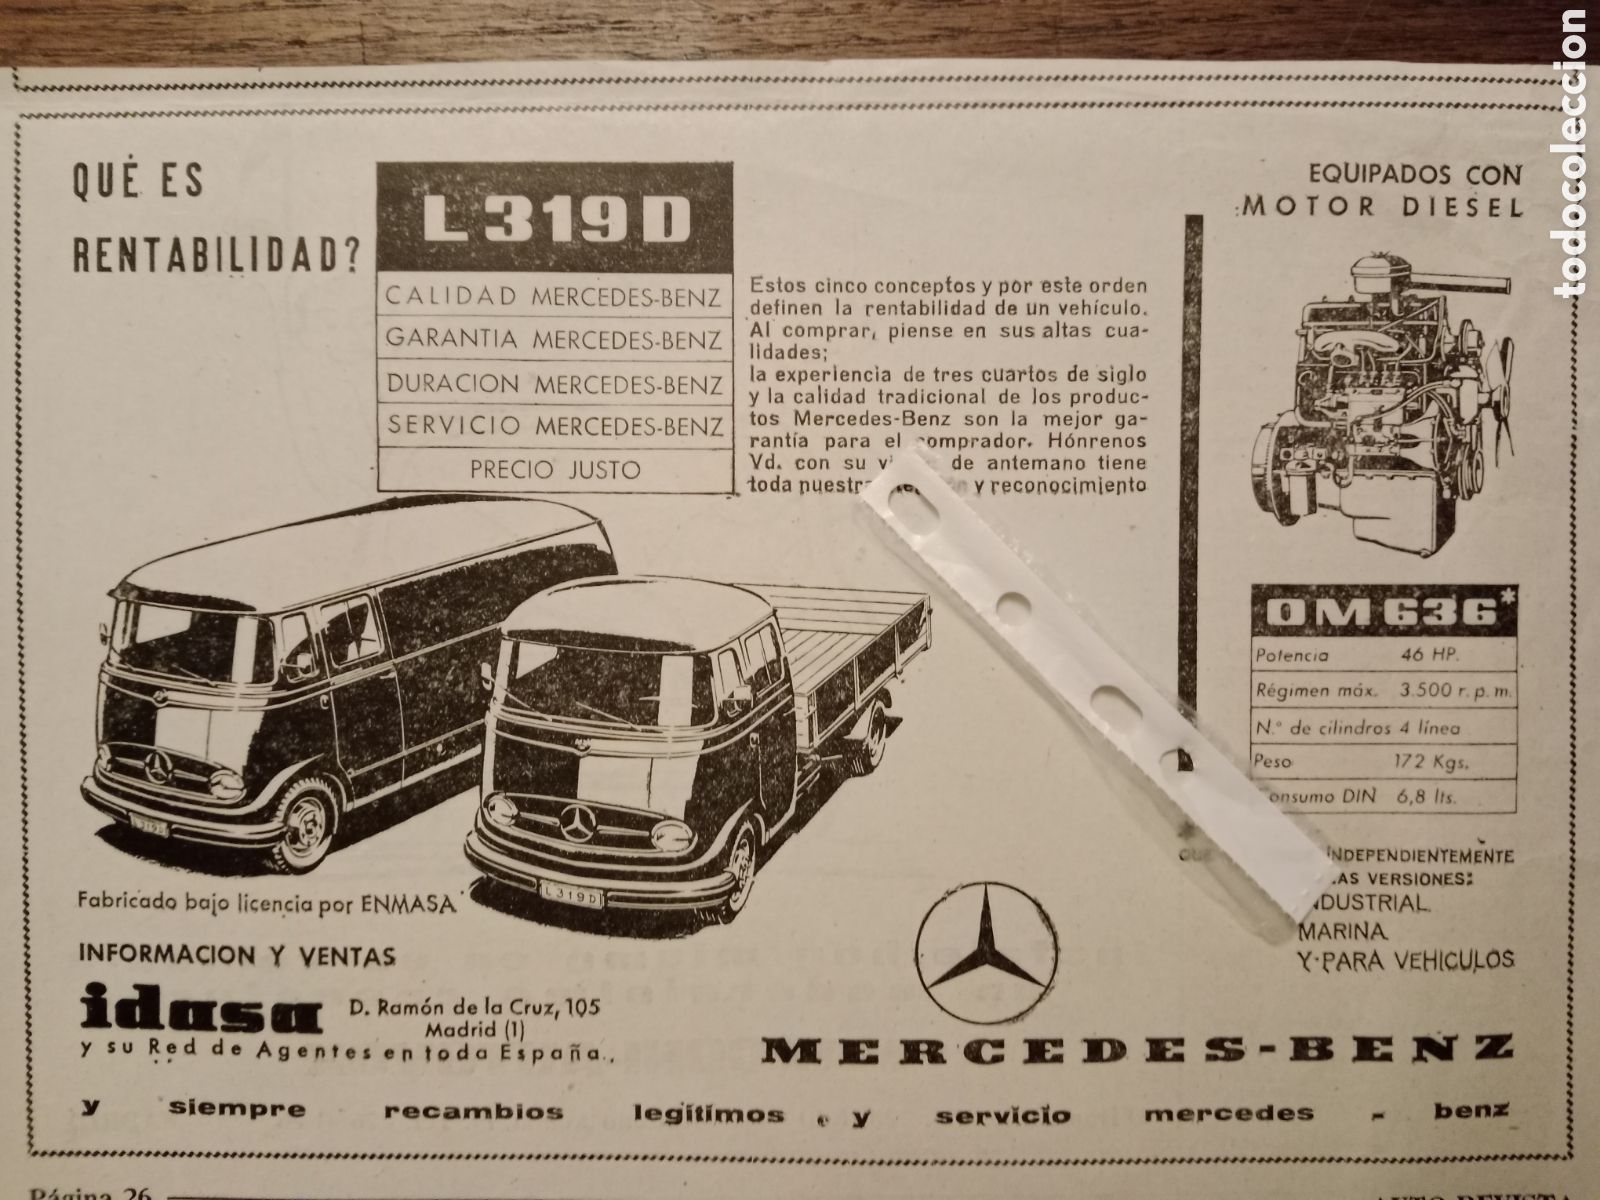 todocoleccion
QUÉ ES
RENTABILIDAD?
L 319 D
CALIDAD MERCEDES-BENZ
GARANTIA MERCEDES-BENZ
DURACION MERCEDES-BENZ
SERVICIO MERCEDES-BENZ
PRECIO JUSTO
Estos cinco conceptos y por este orden
definen la rentabilidad de un vehículo.
Al comprar, piense en sus altas cua-
lidades;
la experiencia de tres cuartos de siglo
y la calidad tradicional de los produc-
tos Mercedes-Benz son la mejor ga-
rantía para el comprador. Hónrenos
Vd. con su de antemano tiene
toda nuestra y reconocimiento
EQUIPADOS CON
MOTOR DIESEL
OM 636*
Potencia 46 HP.
Régimen máx. 3.500 r. p. m.
N.º de cilindros 4 línea
Peso 172 Kgs.
Consumo DIN 6,8 lts.
QUE INDEPENDIENTEMENTE
VERSIONES:
INDUSTRIAL
MARINA
Y PARA VEHICULOS
L319D
L319D
Fabricado bajo licencia por ENMASA
INFORMACION Y VENTAS
idasa D. Ramón de la Cruz, 105
Madrid (1)
y su Red de Agentes en toda España.
MERCEDES-BENZ
y siempre recambios legítimos y servicio mercedes - benz
Página 26
AUTO REVISTA